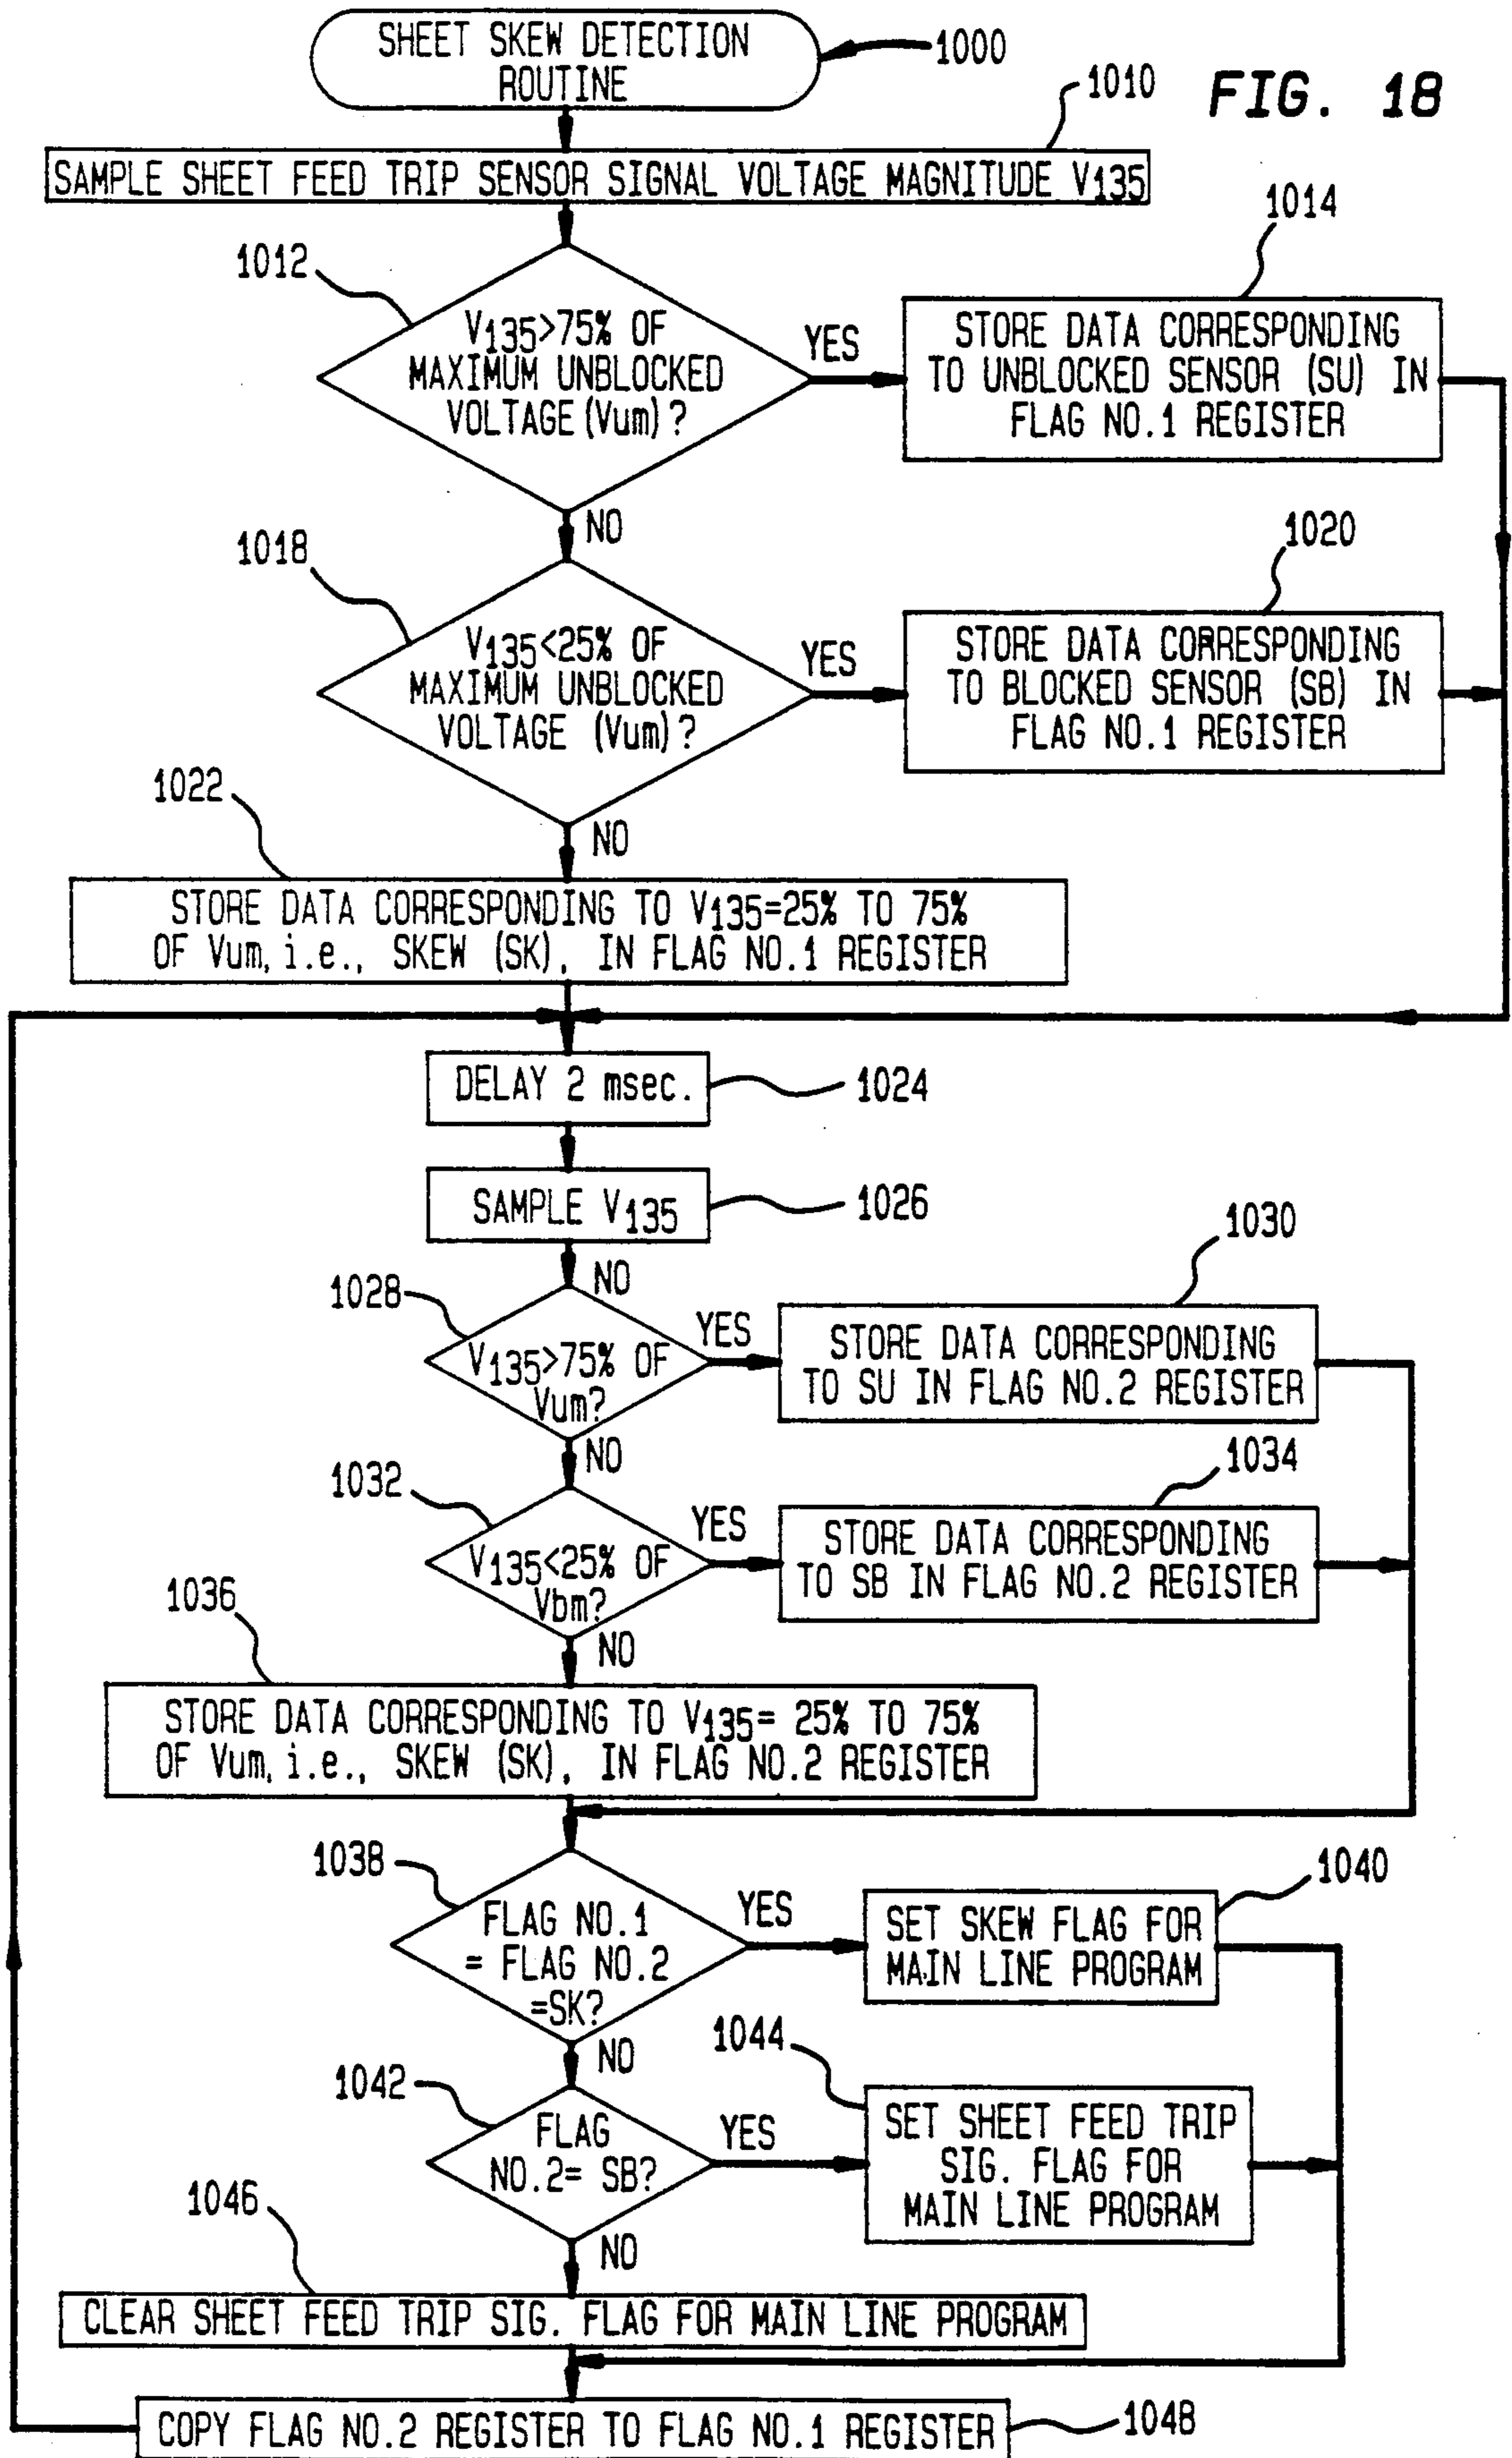 SHEET SKEW DETECTION
ROUTINE
1000
FIG. 18
1010
SAMPLE SHEET FEED TRIP SENSOR SIGNAL VOLTAGE MAGNITUDE V135
1012
V135>75% OF
MAXIMUM UNBLOCKED
VOLTAGE (Vum)?
YES
1014
STORE DATA CORRESPONDING
TO UNBLOCKED SENSOR (SU) IN
FLAG NO.1 REGISTER
NO
1018
V135<25% OF
MAXIMUM UNBLOCKED
VOLTAGE (Vum)?
YES
1020
STORE DATA CORRESPONDING
TO BLOCKED SENSOR (SB) IN
FLAG NO.1 REGISTER
NO
1022
STORE DATA CORRESPONDING TO V135=25% TO 75%
OF Vum, i.e., SKEW (SK), IN FLAG NO.1 REGISTER
DELAY 2 msec.
1024
SAMPLE V135
1026
NO
1028
V135>75% OF
Vum?
YES
1030
STORE DATA CORRESPONDING
TO SU IN FLAG NO.2 REGISTER
NO
1032
V135<25% OF
Vbm?
YES
1034
STORE DATA CORRESPONDING
TO SB IN FLAG NO.2 REGISTER
NO
1036
STORE DATA CORRESPONDING TO V135= 25% TO 75%
OF Vum, i.e., SKEW (SK), IN FLAG NO.2 REGISTER
1038
FLAG NO.1
= FLAG NO.2
=SK?
YES
1040
SET SKEW FLAG FOR
MAIN LINE PROGRAM
NO
1042
FLAG
NO.2= SB?
YES
1044
SET SHEET FEED TRIP
SIG. FLAG FOR
MAIN LINE PROGRAM
NO
1046
CLEAR SHEET FEED TRIP SIG. FLAG FOR MAIN LINE PROGRAM
COPY FLAG NO.2 REGISTER TO FLAG NO.1 REGISTER
1048